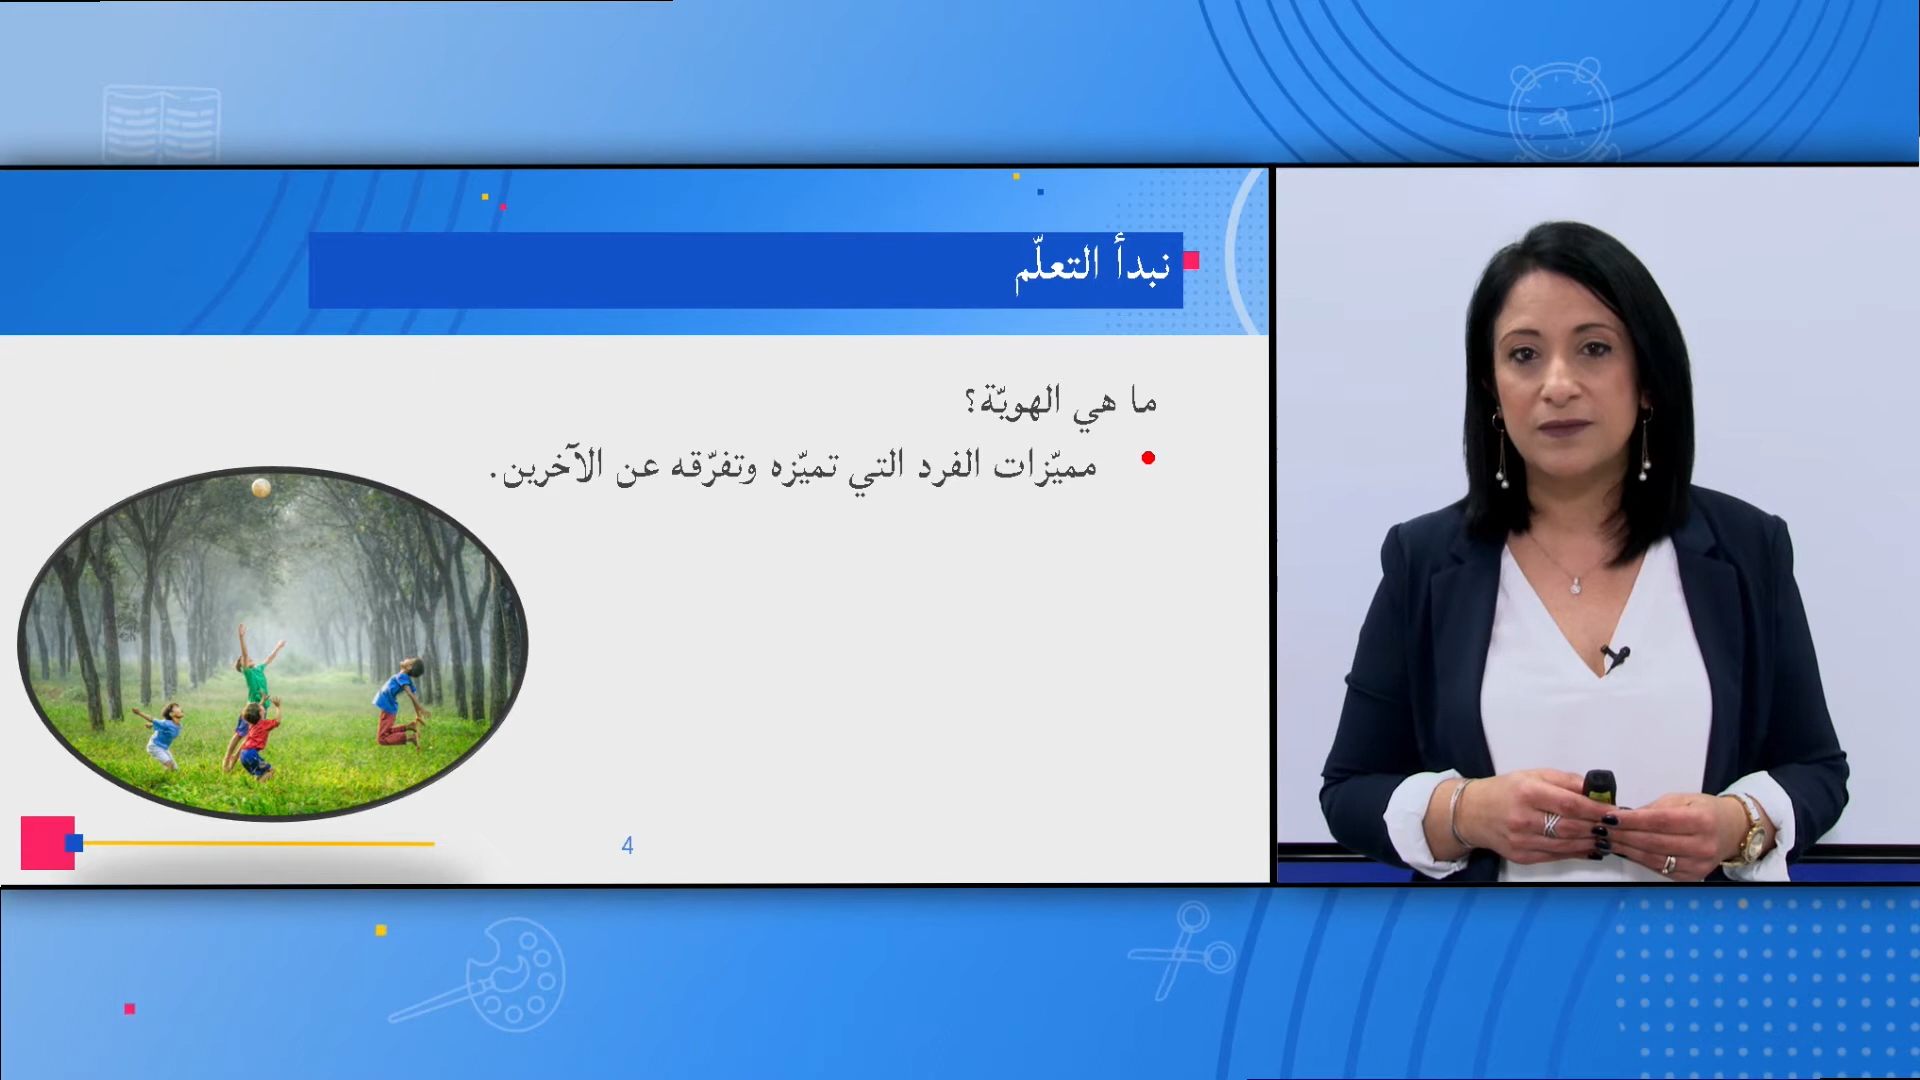 نبدأ التعلّم
ما هي الهويّة؟
مميّزات الفرد التي تميّزه وتفرّقه عن الآخرين.
4